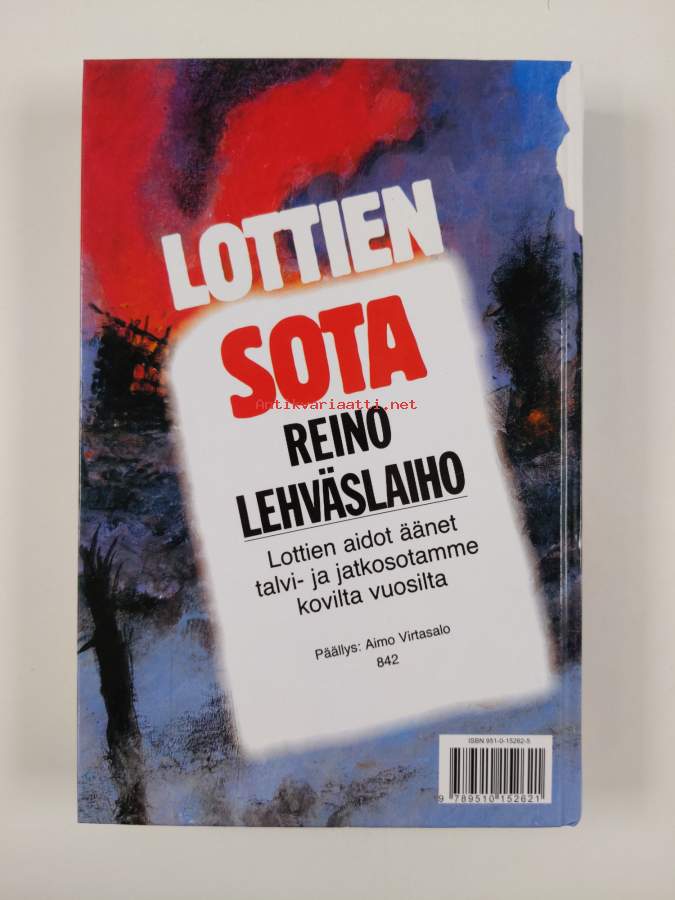 LOTTIEN
SOTA
Antikvariaatti.net
REINO
LEHVÄSLAIHO
Lottien aidot äänet
talvi- ja jatkosotamme
kovilta vuosilta
Päällys: Aimo Virtasalo
842
ISBN 951-0-15262-5
9 789510 152621